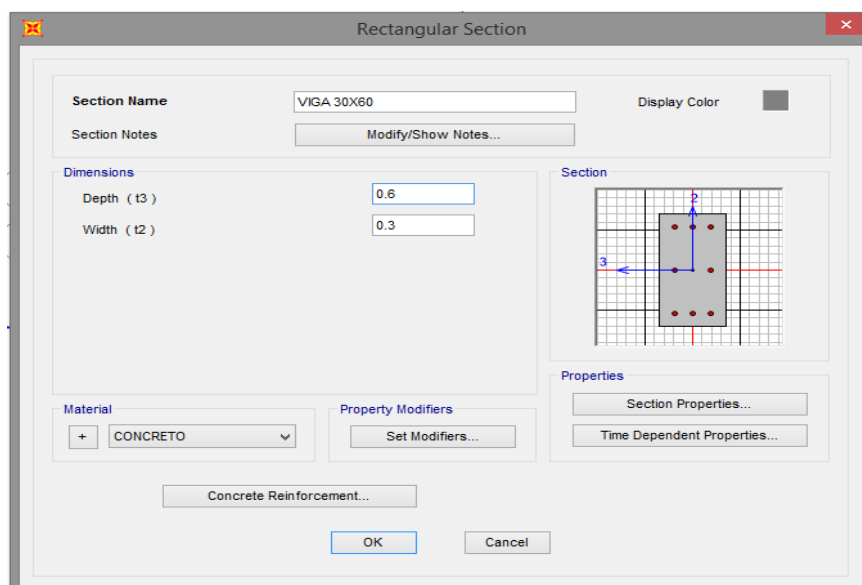 Rectangular Section
Section Name
VIGA 30X60
Display Color
Section Notes
Modify/Show Notes...
Dimensions
Depth ( t3 )
0.6
Width ( t2 )
0.3
Section
2
3
Properties
Section Properties...
Time Dependent Properties...
Material
+ CONCRETO
Property Modifiers
Set Modifiers...
Concrete Reinforcement...
OK
Cancel